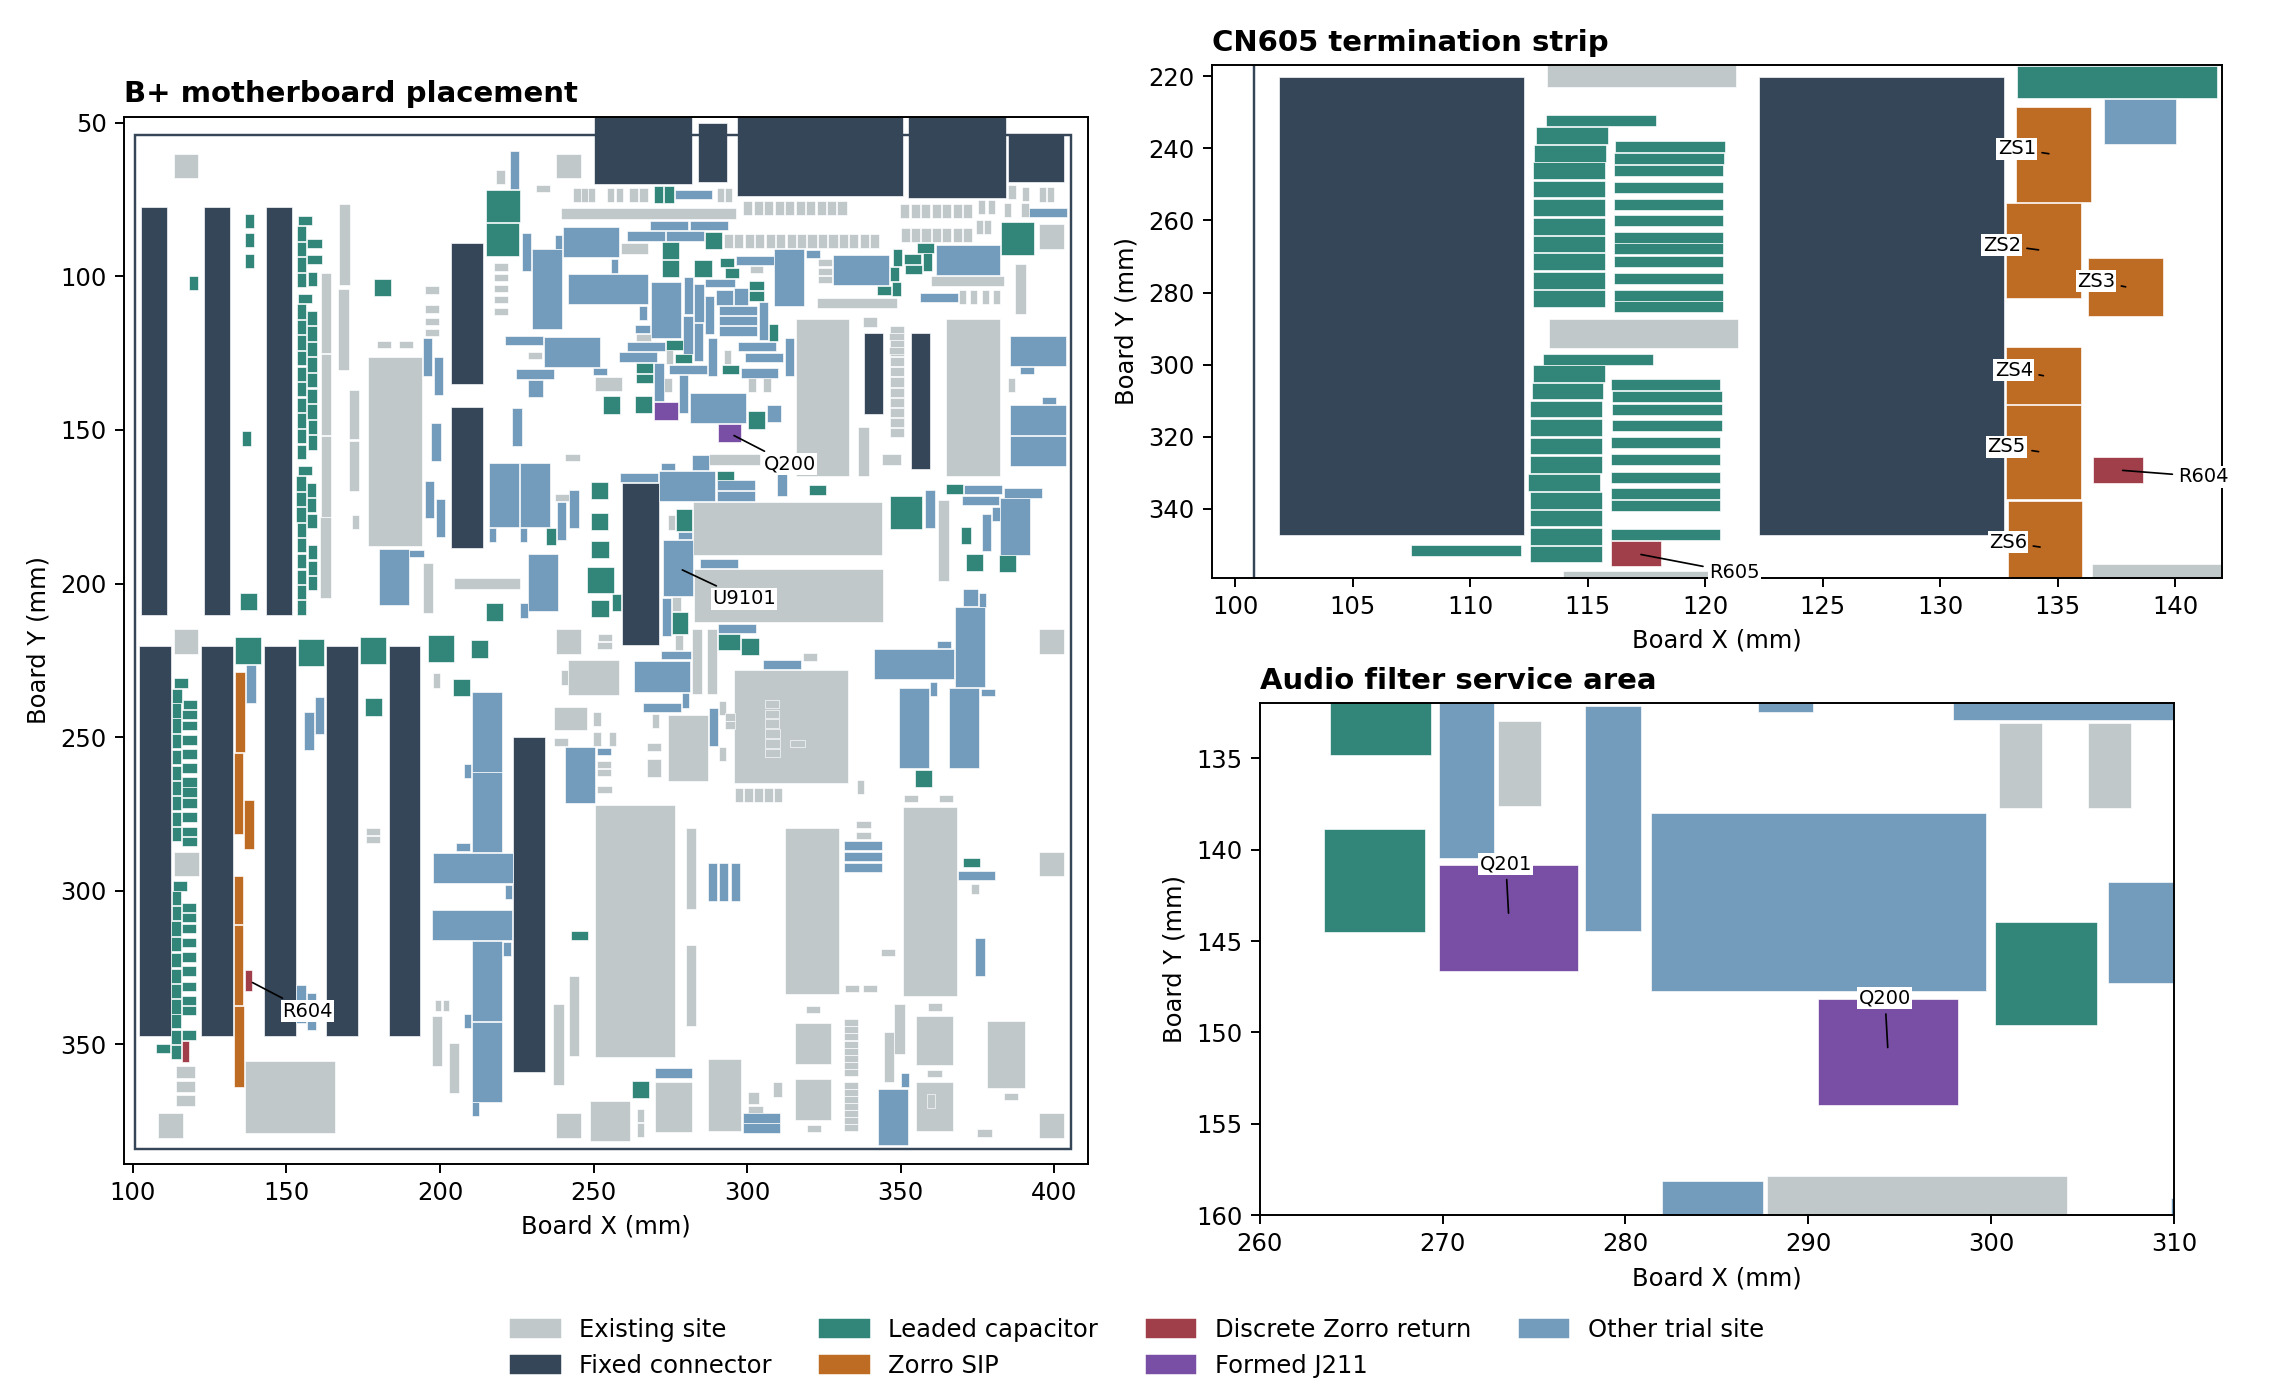 B+ motherboard placement
50
100
150
200
250
300
350
Board Y (mm)
Q200
U9101
R604
100
150
200
250
300
350
400
Board X (mm)
CN605 termination strip
220
240
260
280
300
320
340
Board Y (mm)
ZS1
ZS2
ZS3
ZS4
ZS5
R604
ZS6
R605
100
105
110
115
120
125
130
135
140
Board X (mm)
Audio filter service area
135
140
145
150
155
160
Board Y (mm)
Q201
Q200
260
270
280
290
300
310
Board X (mm)
Existing site
Fixed connector
Leaded capacitor
Zorro SIP
Discrete Zorro return
Formed J211
Other trial site